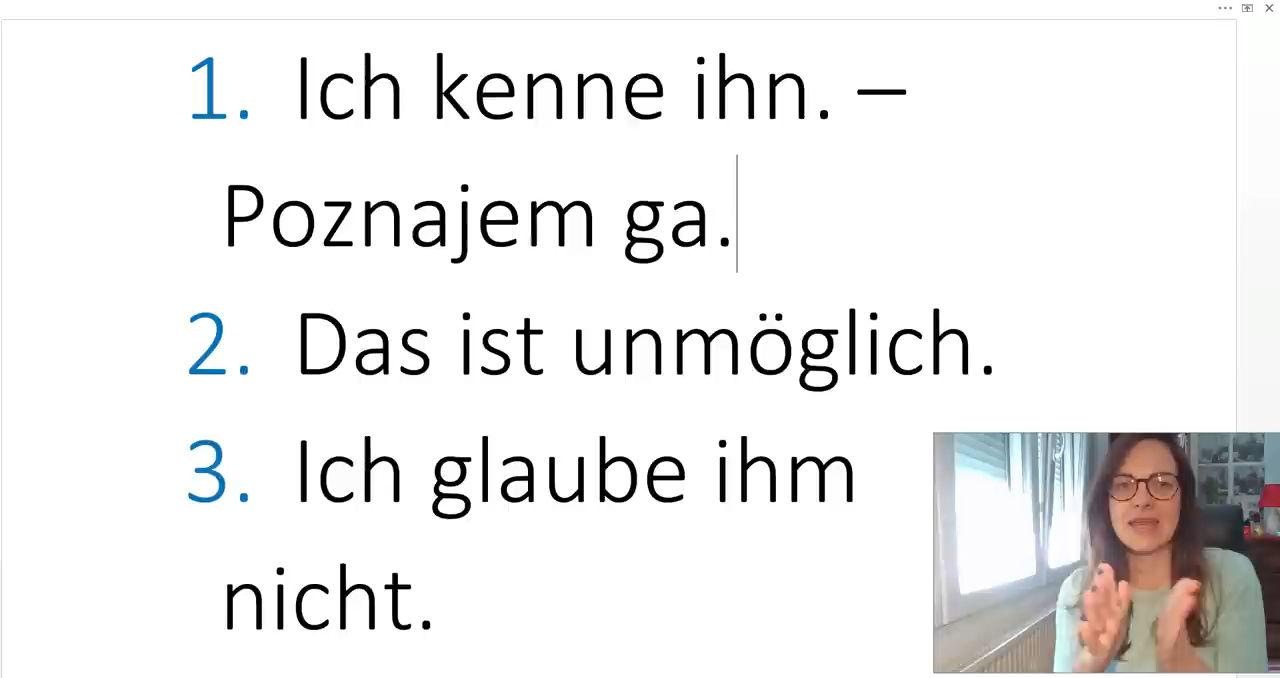 1. Ich kenne ihn. –
Poznajem ga.
2. Das ist unmöglich.
3. Ich glaube ihm
nicht.